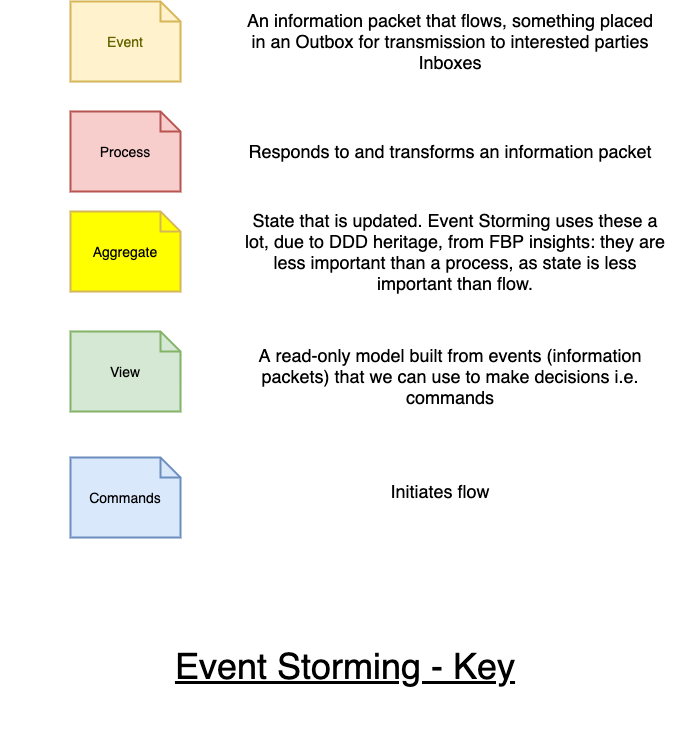 Event
An information packet that flows, something placed
in an Outbox for transmission to interested parties
Inboxes
Process
Responds to and transforms an information packet
Aggregate
State that is updated. Event Storming uses these a
lot, due to DDD heritage, from FBP insights: they are
less important than a process, as state is less
important than flow.
View
A read-only model built from events (information
packets) that we can use to make decisions i.e.
commands
Commands
Initiates flow
Event Storming - Key